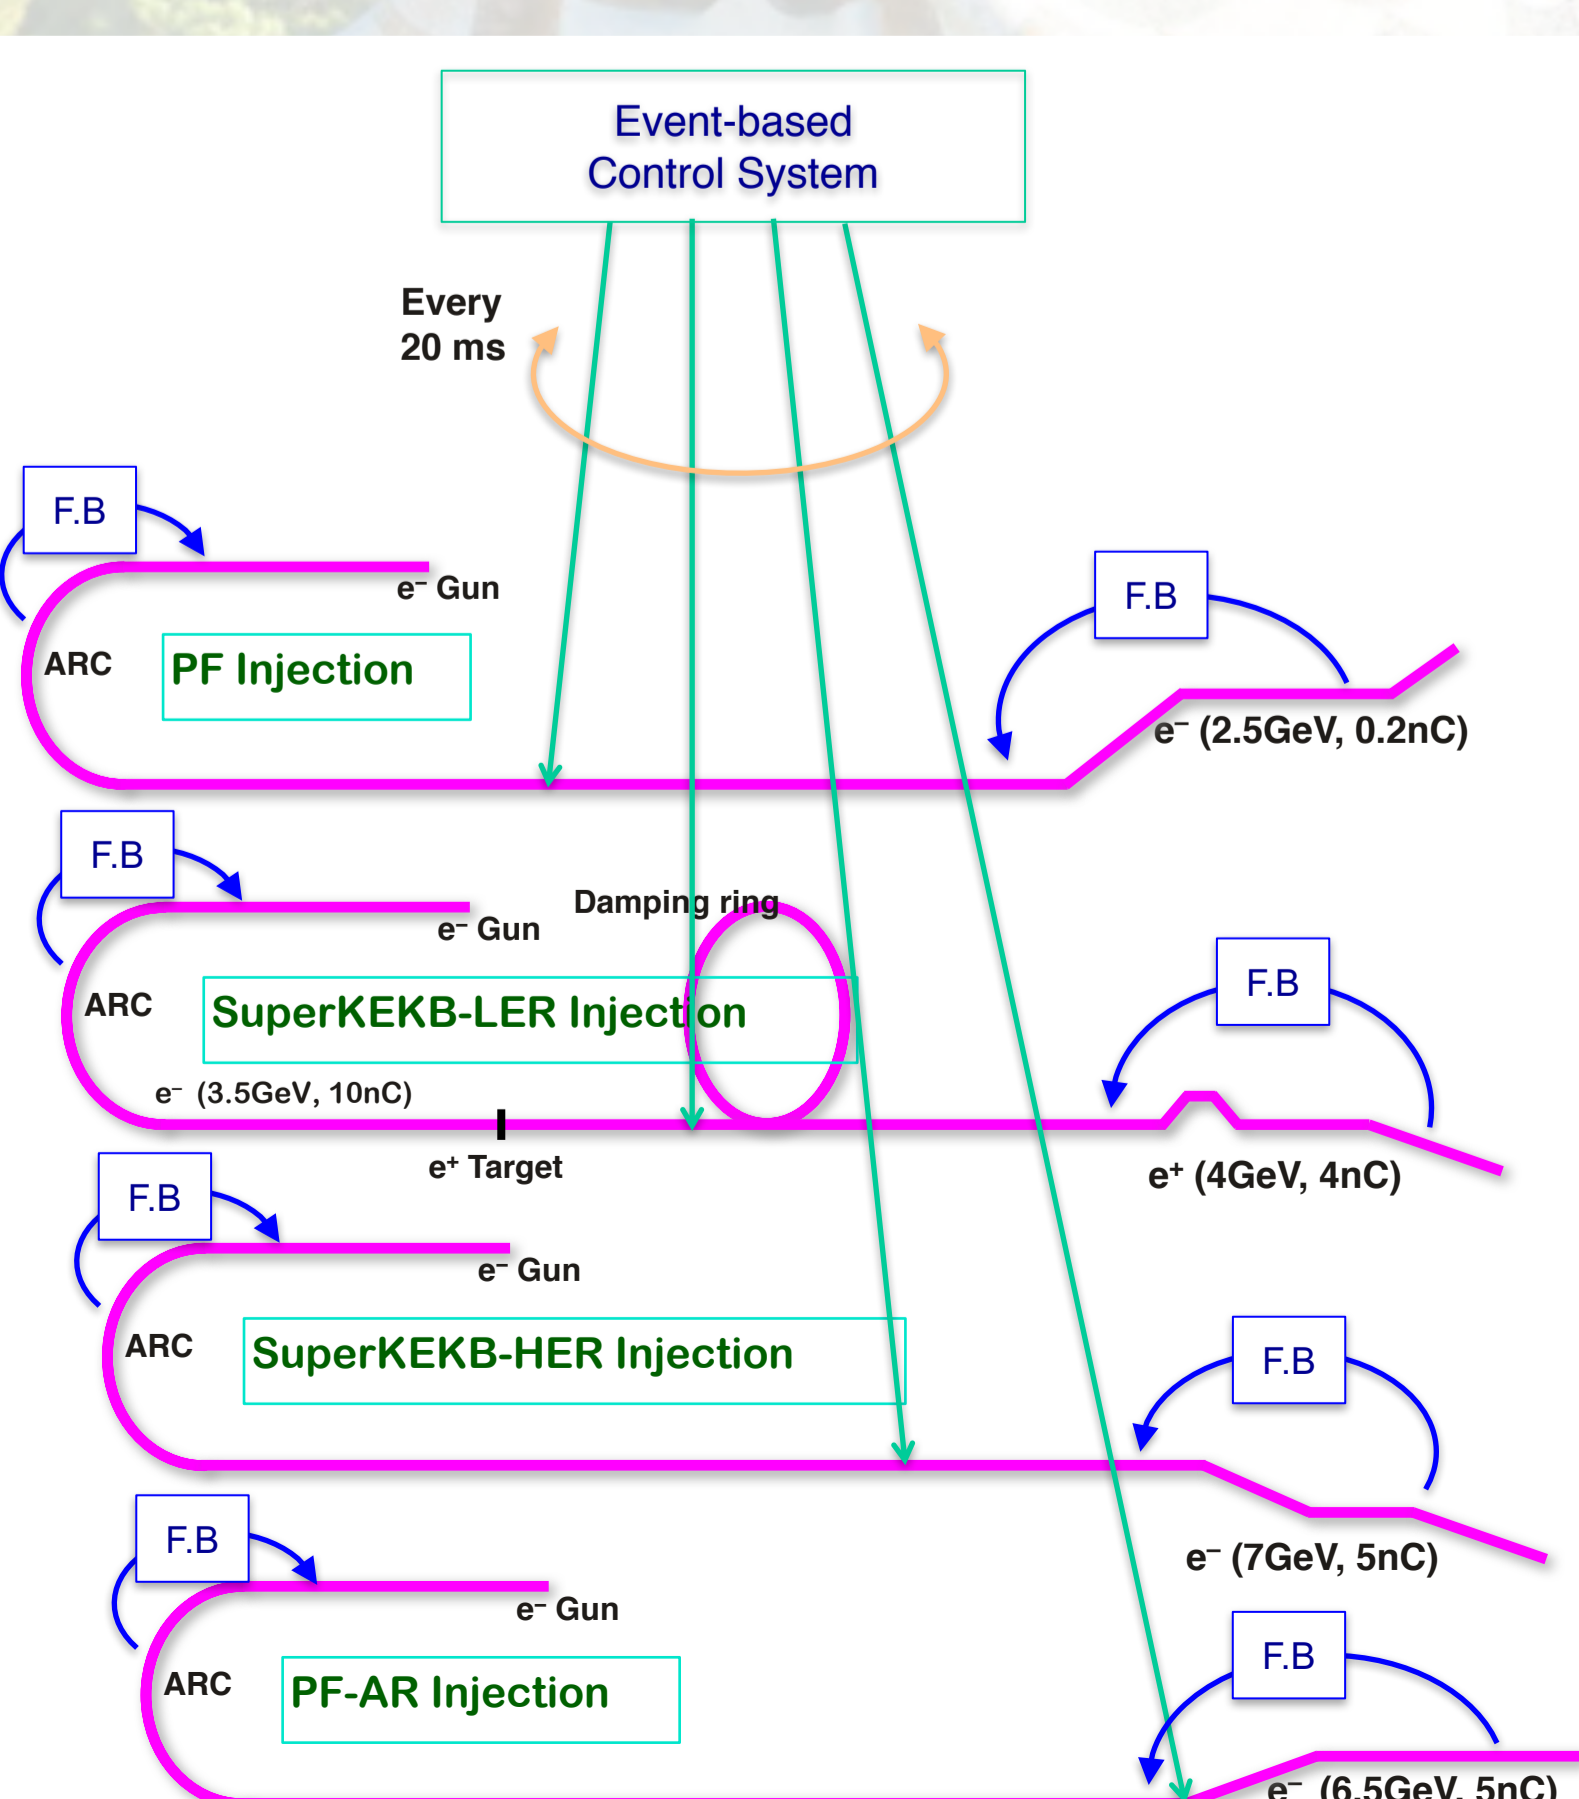 Event-based
Control System
Every
20 ms
F.B
e– Gun
F.B
ARC
PF Injection
e– (2.5GeV, 0.2nC)
F.B
Damping ring
e– Gun
F.B
ARC
SuperKEKB-LER Injection
e– (3.5GeV, 10nC)
e+ Target
e+ (4GeV, 4nC)
F.B
e– Gun
ARC
SuperKEKB-HER Injection
F.B
F.B
e– (7GeV, 5nC)
e– Gun
F.B
ARC
PF-AR Injection
e– (6.5GeV, 5nC)